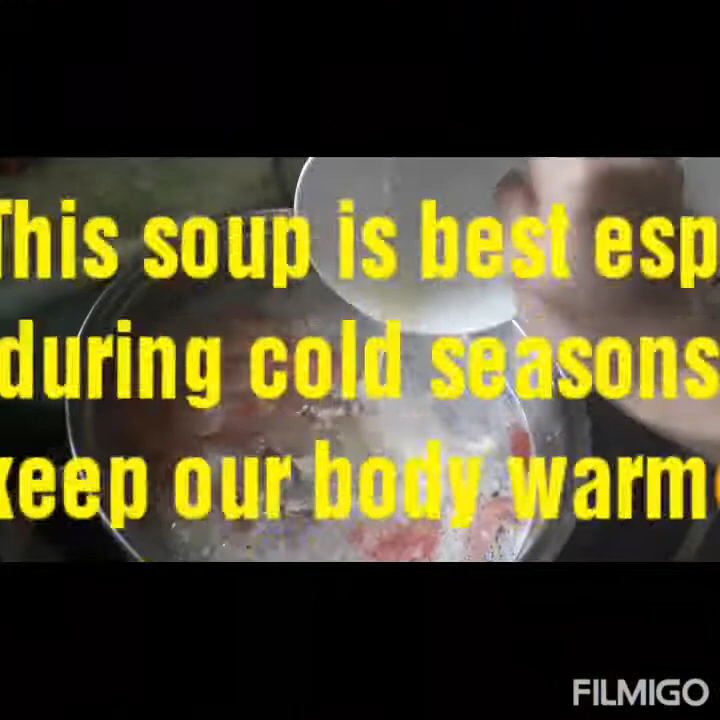 This soup is best esp
during cold seasons
keep our body warm
FILMIGO